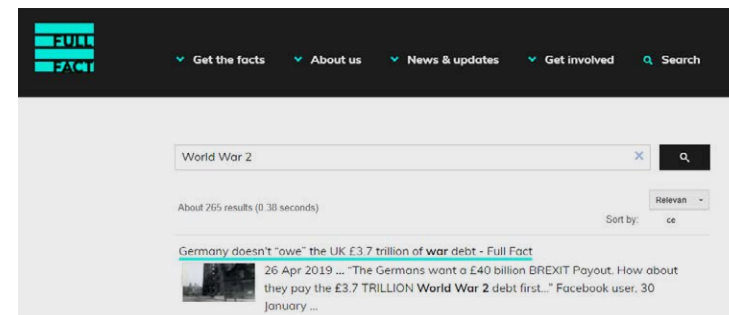 FULL
FACT
Get the facts About us News & updates Get involved Search
World War 2
About 265 results (0.38 seconds)
Sort by: Relevan
ce
Germany doesn't "owe" the UK £3.7 trillion of war debt - Full Fact
26 Apr 2019 ... "The Germans want a £40 billion BREXIT Payout. How about
they pay the £3.7 TRILLION World War 2 debt first..." Facebook user, 30
January ...